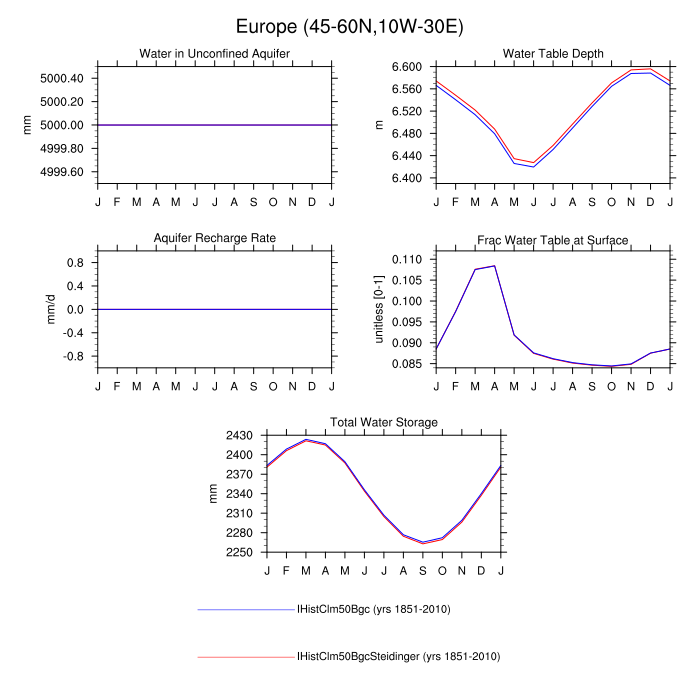 Europe (45-60N,10W-30E)
Water in Unconfined Aquifer
5000.40
5000.20
5000.00
4999.80
4999.60
mm
J F M A M J J A S O N D J
Water Table Depth
6.600
6.560
6.520
6.480
6.440
6.400
m
J F M A M J J A S O N D J
Aquifer Recharge Rate
0.8
0.4
0.0
-0.4
-0.8
mm/d
J F M A M J J A S O N D J
Frac Water Table at Surface
0.110
0.105
0.100
0.095
0.090
0.085
unitless [0-1]
J F M A M J J A S O N D J
Total Water Storage
2430
2400
2370
2340
2310
2280
2250
mm
J F M A M J J A S O N D J
IHistClm50Bgc (yrs 1851-2010)
IHistClm50BgcSteidinger (yrs 1851-2010)